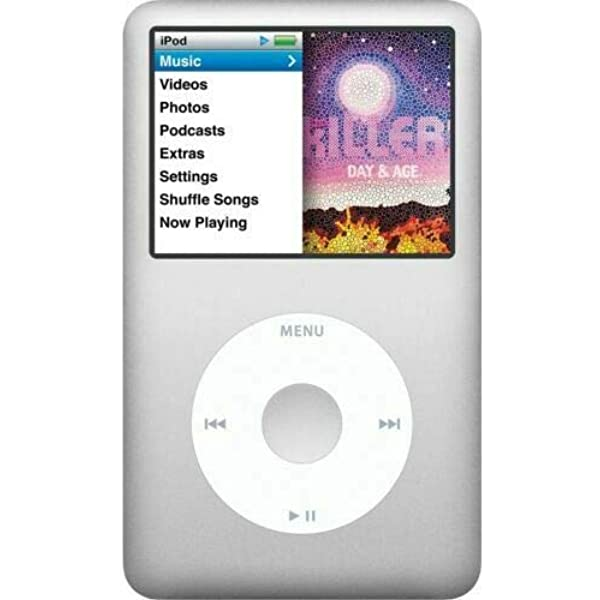 iPod
Music
Videos
Photos
Podcasts
Extras
Settings
Shuffle Songs
Now Playing
KILLER
DAY & AGE
MENU